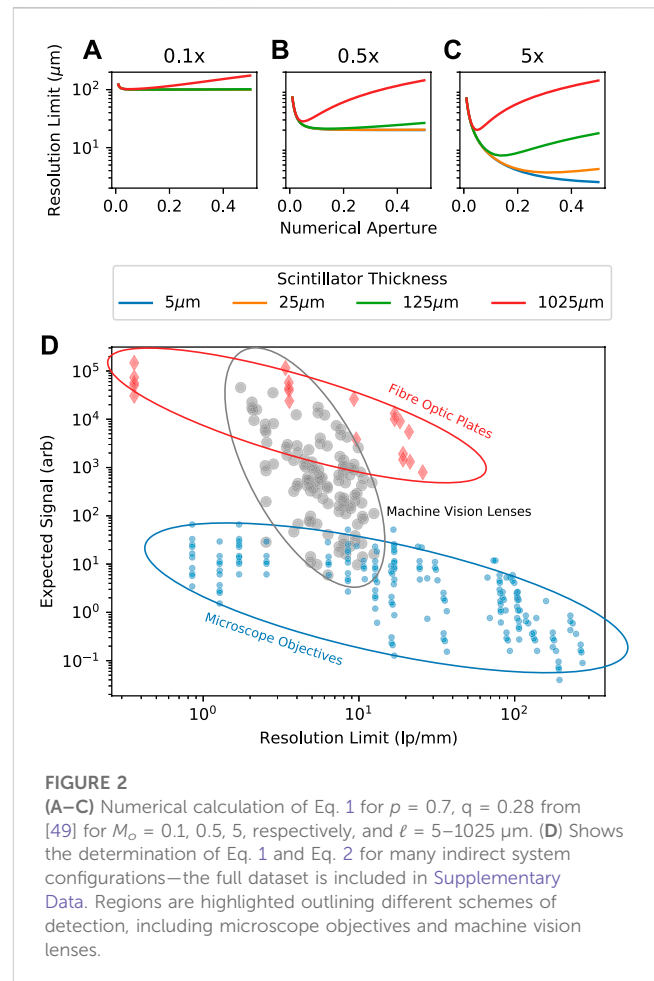 A 0.1x B 0.5x C 5x
Resolution Limit (μm)
10²
10¹
0.0 0.2 0.4 0.0 0.2 0.4 0.0 0.2 0.4
Numerical Aperture
Scintillator Thickness
5μm 25μm 125μm 1025μm
D
Expected Signal (arb)
10⁵
10⁴
10³
10²
10¹
10⁰
10⁻¹
Fibre Optic Plates
Machine Vision Lenses
Microscope Objectives
10⁰ 10¹ 10²
Resolution Limit (lp/mm)
FIGURE 2
(A–C) Numerical calculation of Eq. 1 for p = 0.7, q = 0.28 from
[49] for Mₒ = 0.1, 0.5, 5, respectively, and ℓ = 5–1025 μm. (D) Shows
the determination of Eq. 1 and Eq. 2 for many indirect system
configurations—the full dataset is included in Supplementary
Data. Regions are highlighted outlining different schemes of
detection, including microscope objectives and machine vision
lenses.